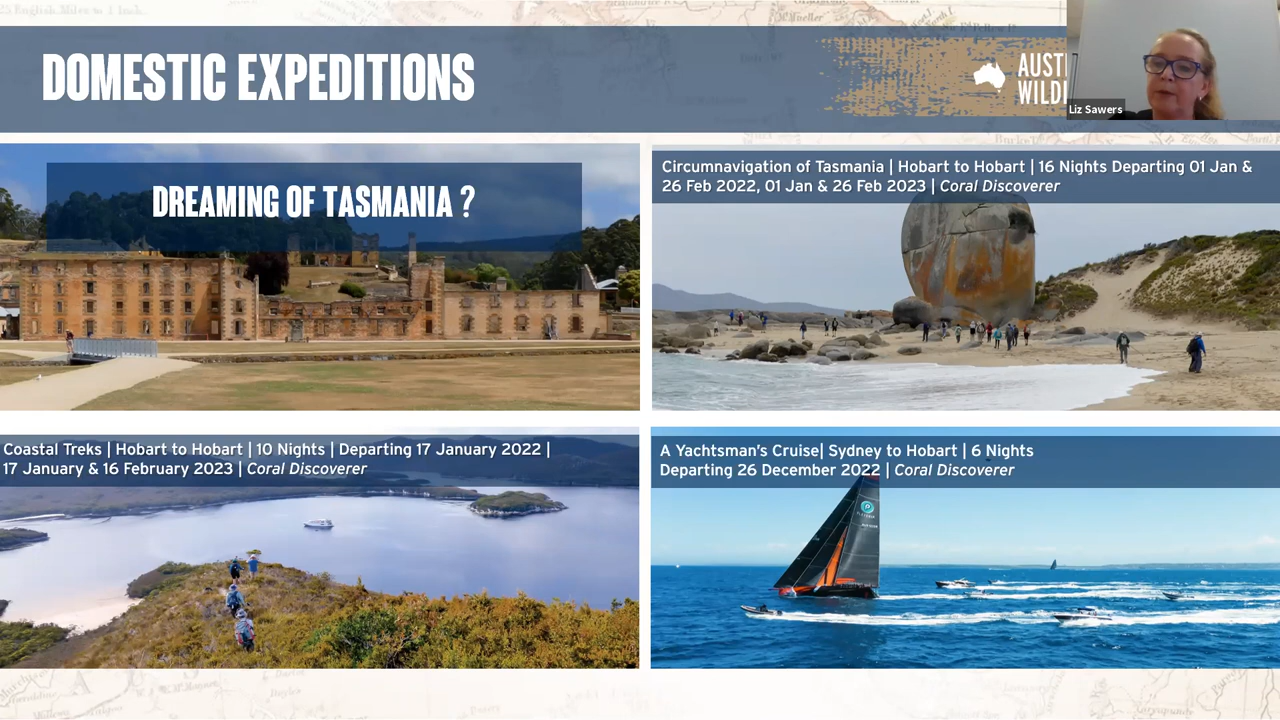 DOMESTIC EXPEDITIONS
AUST
WILD
Liz Sawers
DREAMING OF TASMANIA ?
Circumnavigation of Tasmania | Hobart to Hobart | 16 Nights Departing 01 Jan &
26 Feb 2022, 01 Jan & 26 Feb 2023 | Coral Discoverer
Coastal Treks | Hobart to Hobart | 10 Nights | Departing 17 January 2022 |
17 January & 16 February 2023 | Coral Discoverer
A Yachtsman's Cruise| Sydney to Hobart | 6 Nights
Departing 26 December 2022 | Coral Discoverer